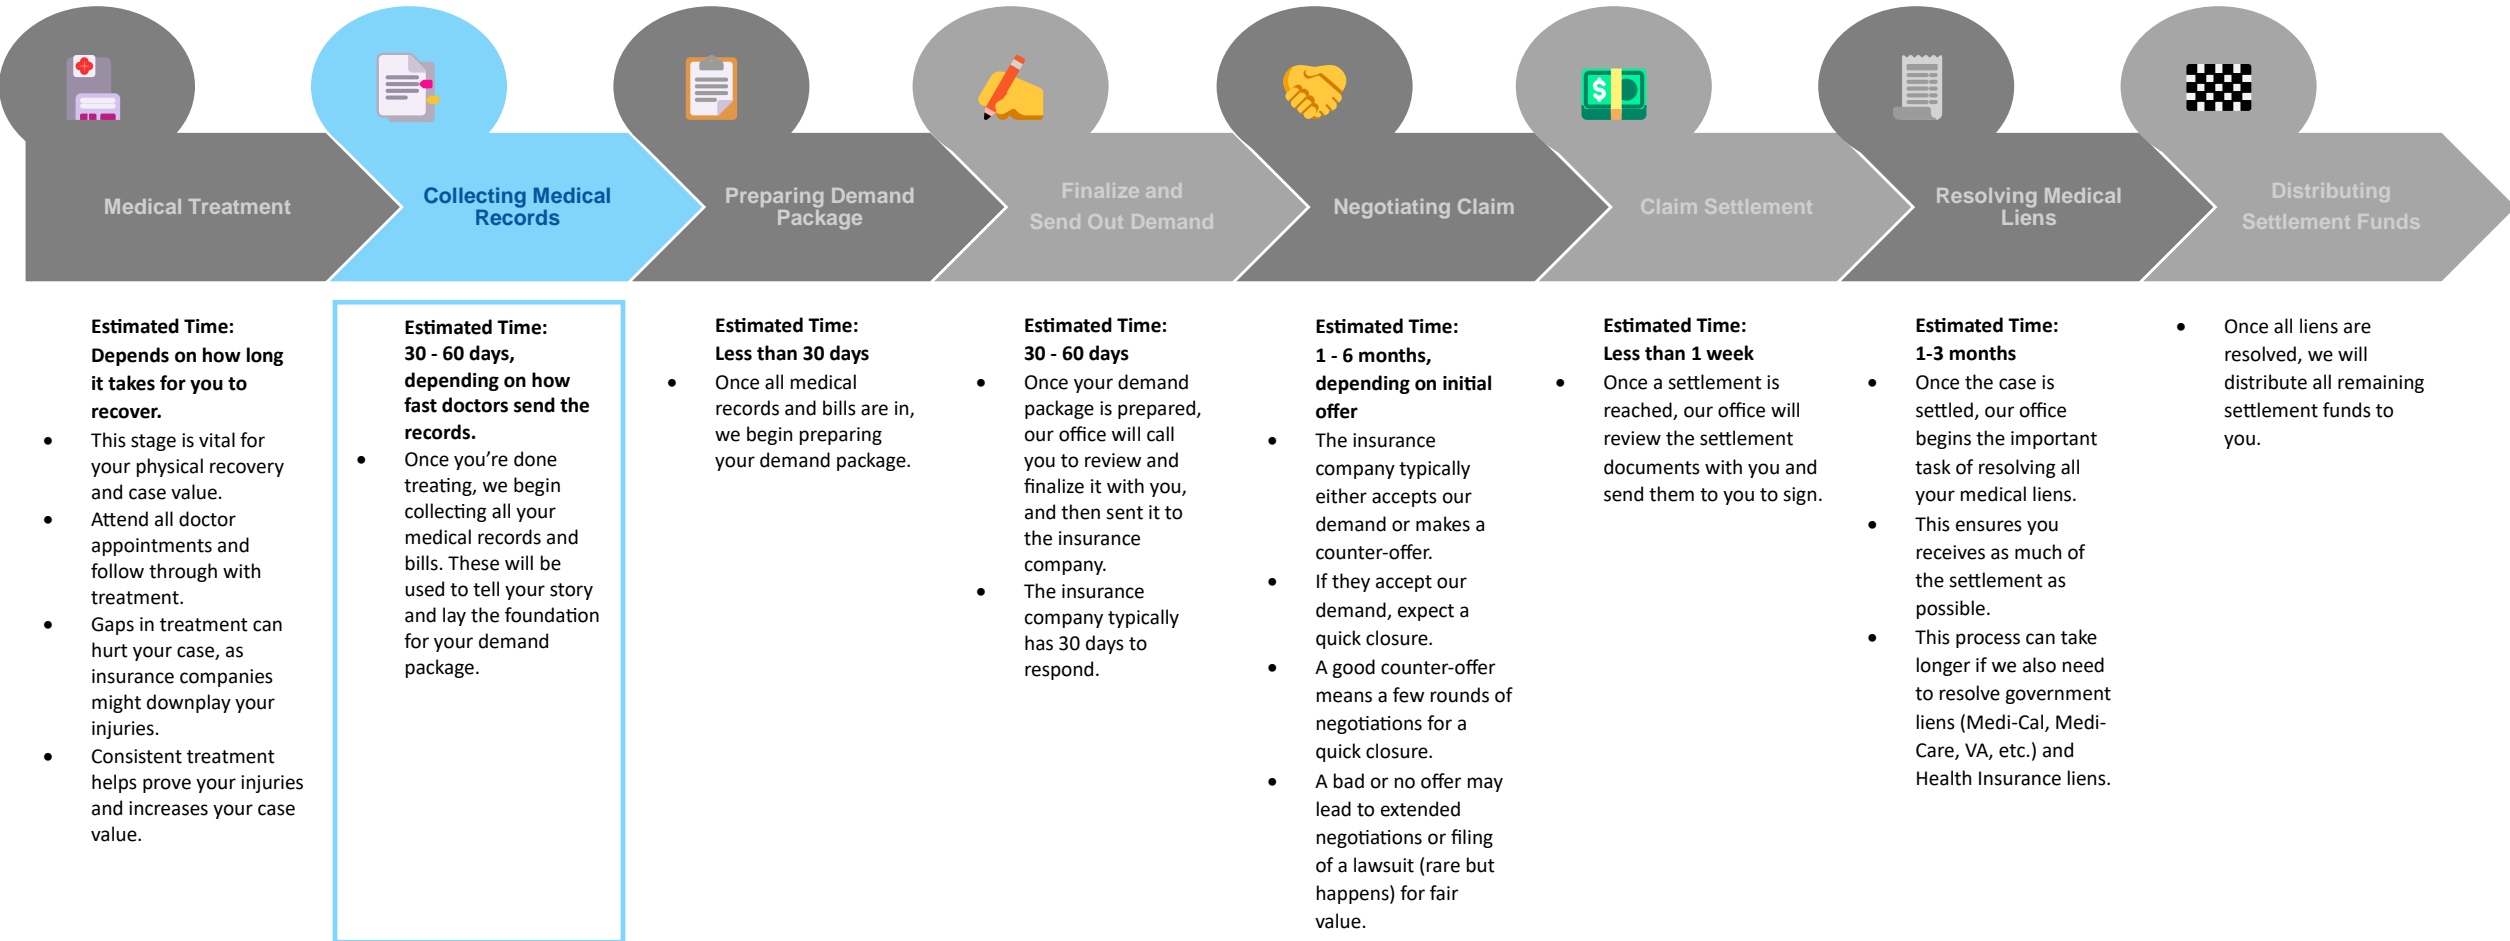 Medical Treatment
Collecting Medical
Records
Preparing Demand
Package
Finalize and
Send Out Demand
Negotiating Claim
Claim Settlement
Resolving Medical
Liens
Distributing
Settlement Funds
Estimated Time:
Depends on how long
it takes for you to
recover.
• This stage is vital for
your physical recovery
and case value.
• Attend all doctor
appointments and
follow through with
treatment.
• Gaps in treatment can
hurt your case, as
insurance companies
might downplay your
injuries.
• Consistent treatment
helps prove your injuries
and increases your case
value.
Estimated Time:
30 - 60 days,
depending on how
fast doctors send the
records.
• Once you’re done
treating, we begin
collecting all your
medical records and
bills. These will be
used to tell your story
and lay the foundation
for your demand
package.
Estimated Time:
Less than 30 days
• Once all medical
records and bills are in,
we begin preparing
your demand package.
Estimated Time:
30 - 60 days
• Once your demand
package is prepared,
our office will call
you to review and
finalize it with you,
and then sent it to
the insurance
company.
• The insurance
company typically
has 30 days to
respond.
Estimated Time:
1 - 6 months,
depending on initial
offer
• The insurance
company typically
either accepts our
demand or makes a
counter-offer.
• If they accept our
demand, expect a
quick closure.
• A good counter-offer
means a few rounds of
negotiations for a
quick closure.
• A bad or no offer may
lead to extended
negotiations or filing
of a lawsuit (rare but
happens) for fair
value.
Estimated Time:
Less than 1 week
• Once a settlement is
reached, our office will
review the settlement
documents with you and
send them to you to sign.
Estimated Time:
1-3 months
• Once the case is
settled, our office
begins the important
task of resolving all
your medical liens.
• This ensures you
receives as much of
the settlement as
possible.
• This process can take
longer if we also need
to resolve government
liens (Medi-Cal, Medi-
Care, VA, etc.) and
Health Insurance liens.
• Once all liens are
resolved, we will
distribute all remaining
settlement funds to
you.